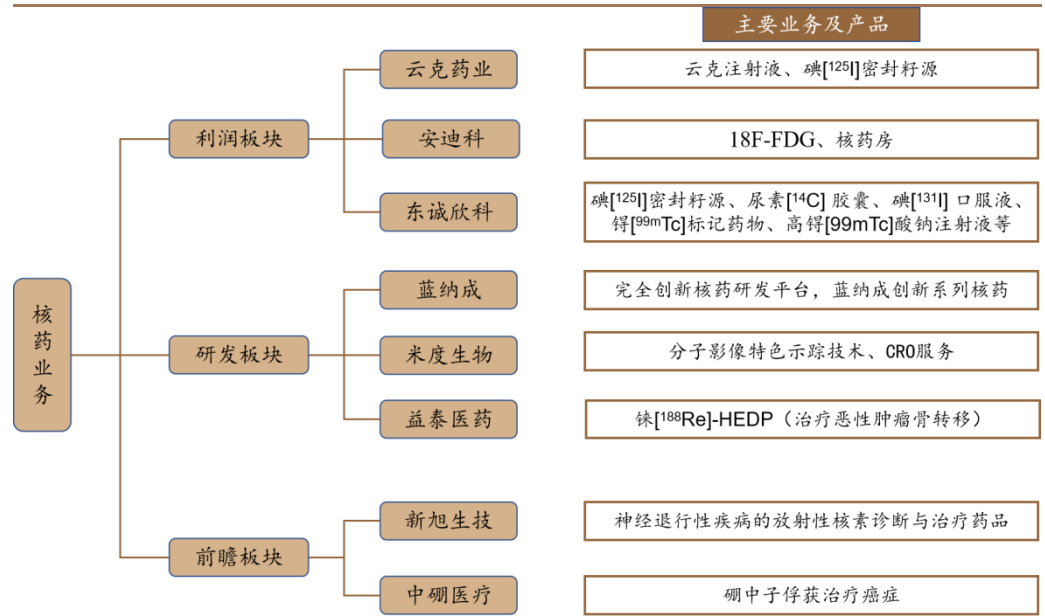 主要业务及产品
云克药业
云克注射液、碘[¹²⁵I]密封籽源
利润板块
安迪科
18F-FDG、核药房
东诚欣科
碘[¹²⁵I]密封籽源、尿素[¹⁴C] 胶囊、碘[¹³¹I] 口服液、
锝[⁹⁹ᵐTc]标记药物、高锝[99mTc]酸钠注射液等
核药业务
蓝纳成
完全创新核药研发平台，蓝纳成创新系列核药
研发板块
米度生物
分子影像特色示踪技术、CRO服务
益泰医药
铼[¹⁸⁸Re]-HEDP（治疗恶性肿瘤骨转移）
前瞻板块
新旭生技
神经退行性疾病的放射性核素诊断与治疗药品
中硼医疗
硼中子俘获治疗癌症